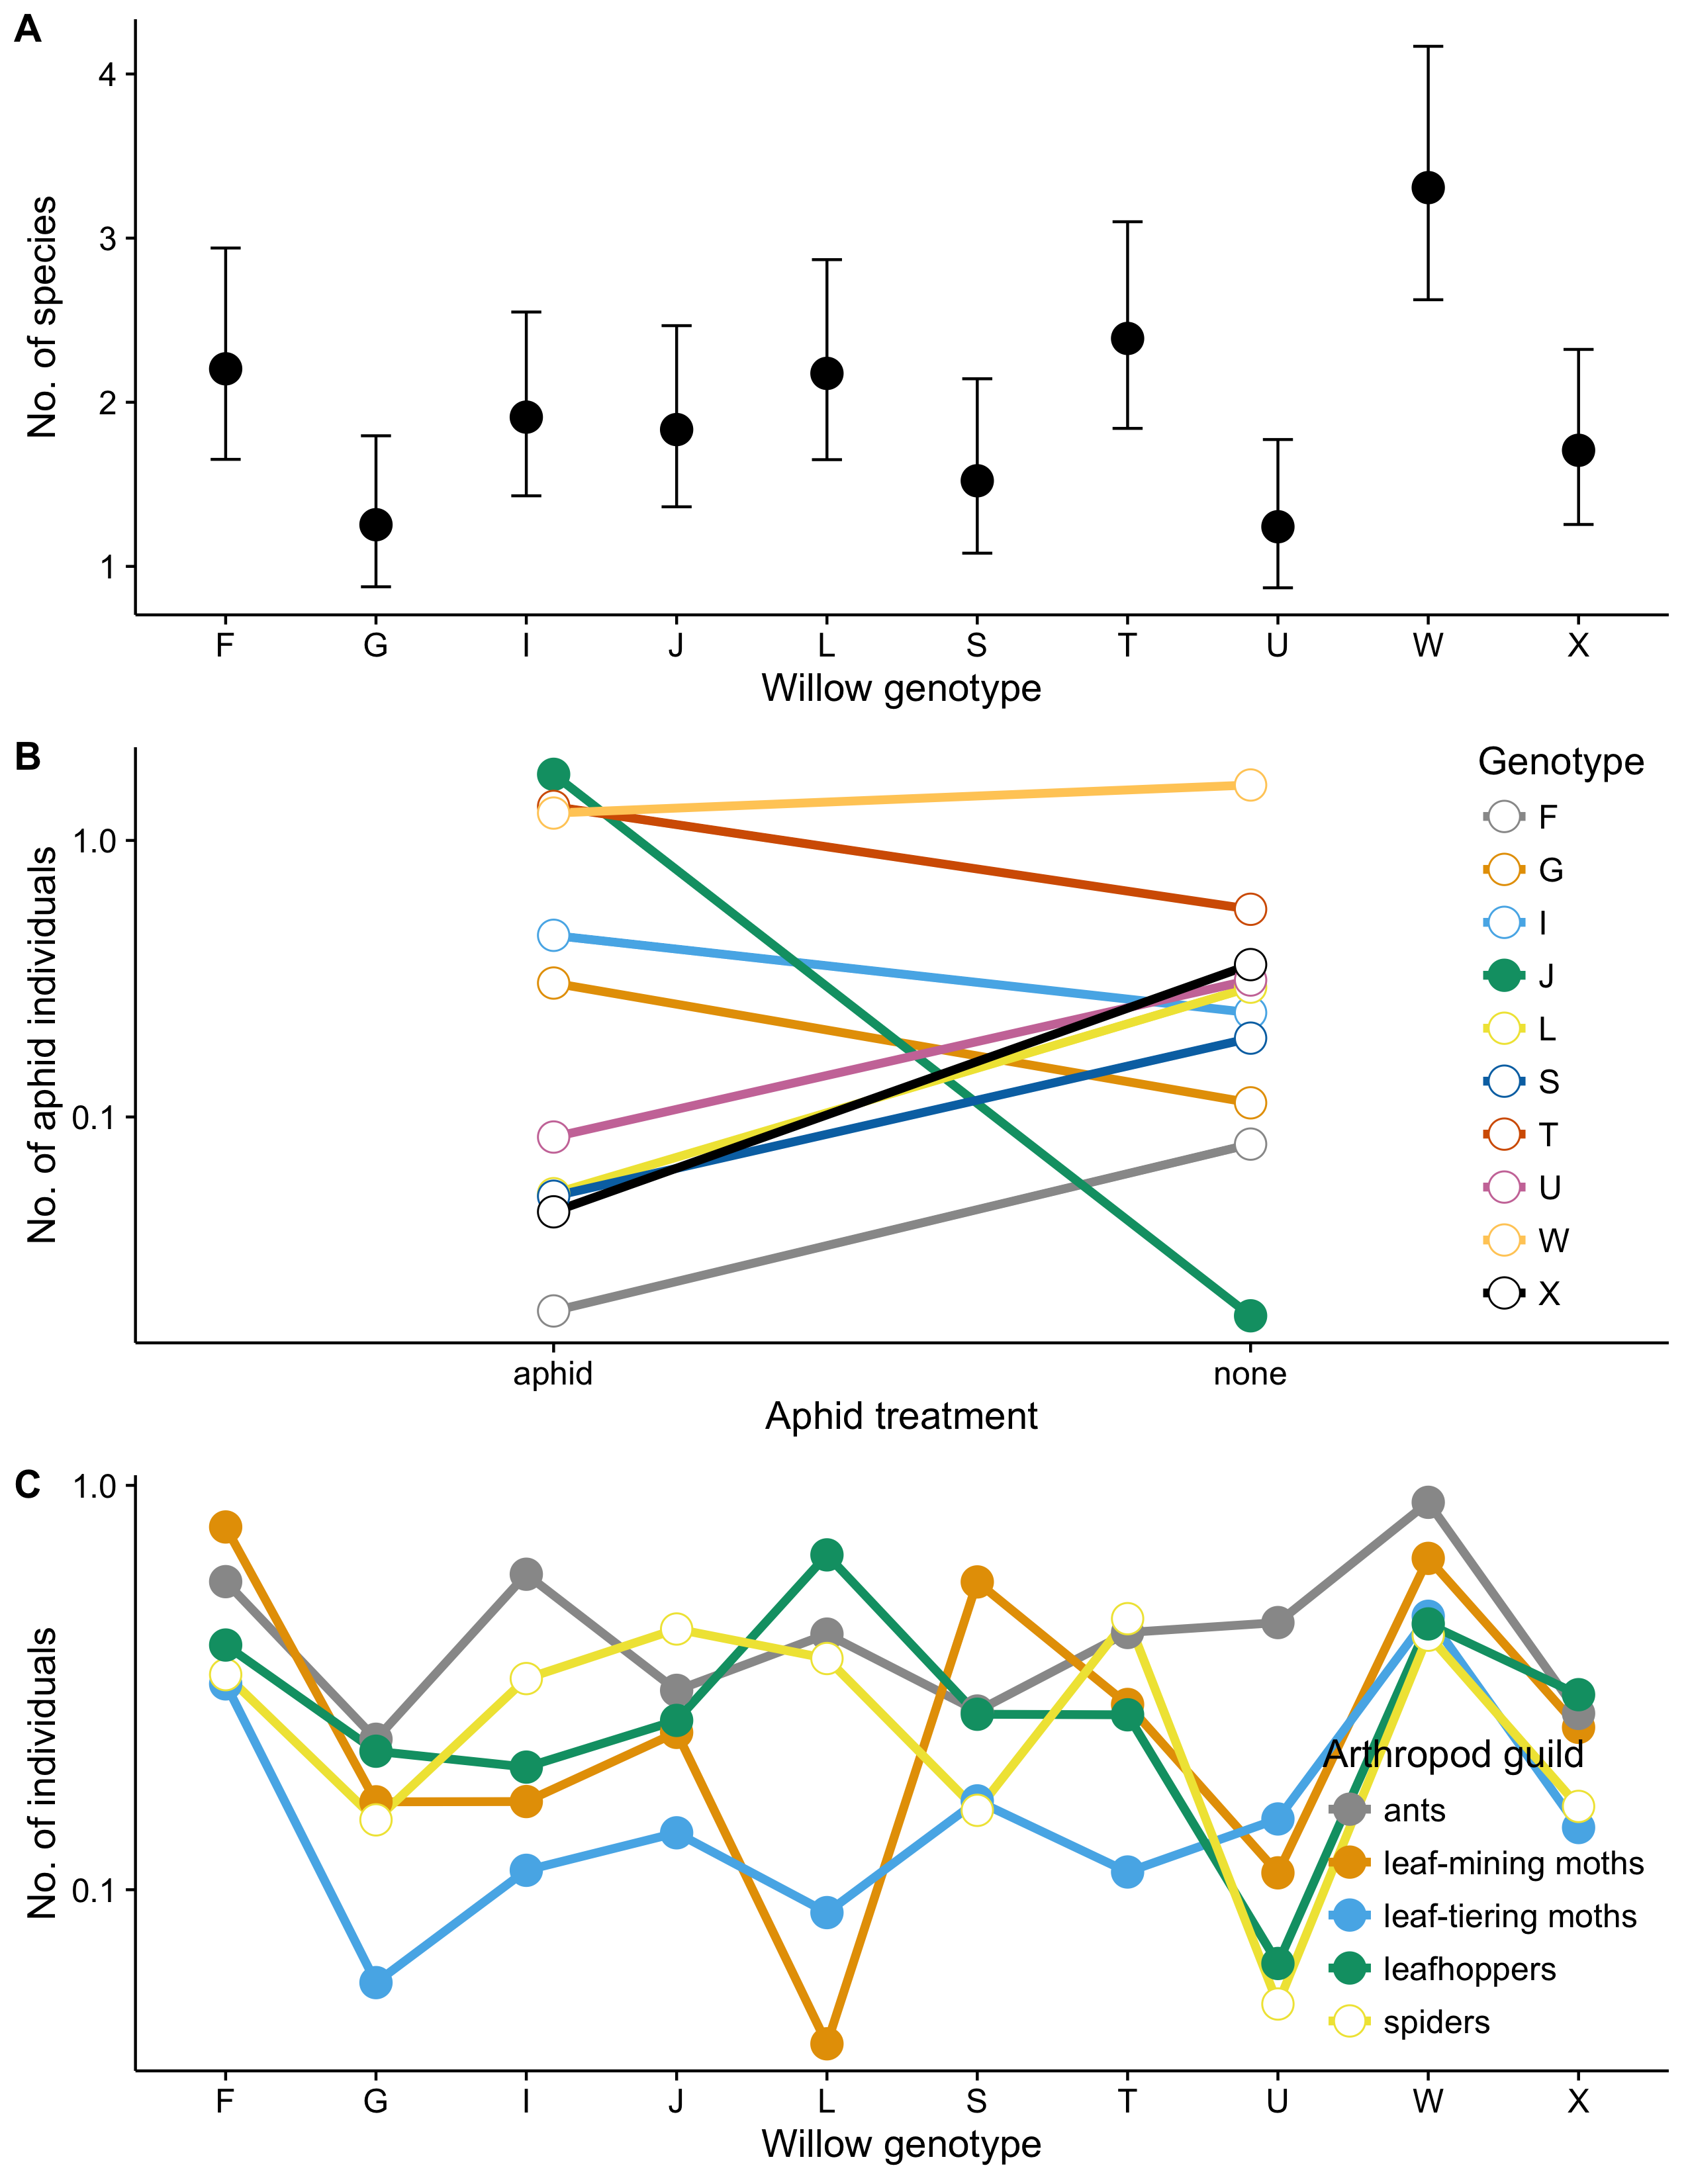 A
4
3
2
1
No. of species
F G I J L S T U W X
Willow genotype
B
1.0
0.1
No. of aphid individuals
aphid none
Aphid treatment
Genotype
F
G
I
J
L
S
T
U
W
X
C
1.0
0.1
No. of individuals
Arthropod guild
ants
leaf-mining moths
leaf-tiering moths
leafhoppers
spiders
F G I J L S T U W X
Willow genotype